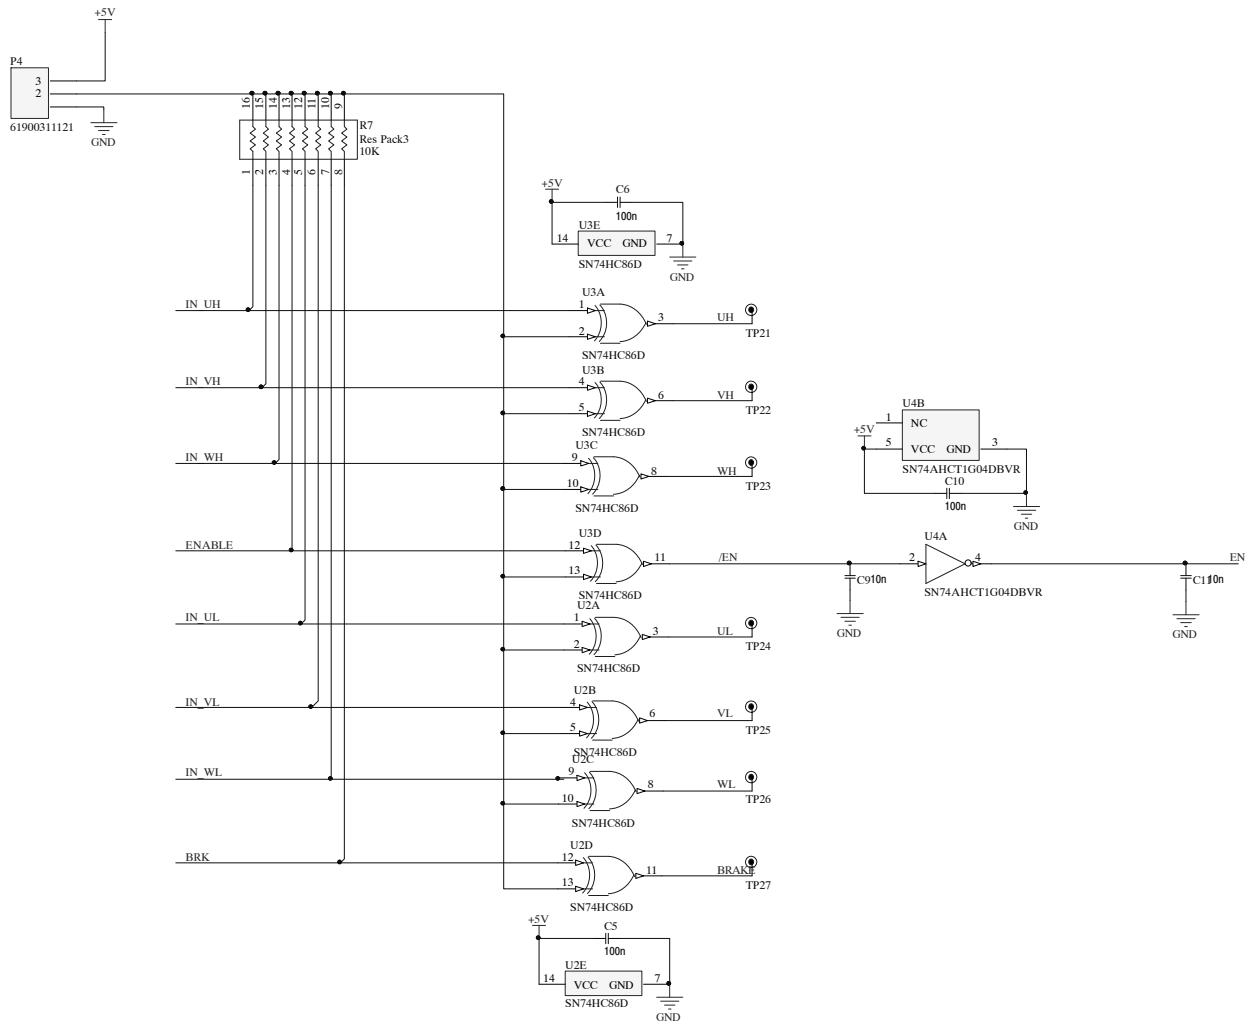 +5V
P4
3
2
61900311121
GND
16
15
14
13
12
11
10
9
R7
Res Pack3
10K
1
2
3
4
5
6
7
8
+5V
C6
100n
U3E
14 VCC GND 7
SN74HC86D
GND
U3A
IN_UH 1
3 UH
2
TP21
SN74HC86D
U3B
IN_VH 4
6 VH
5
TP22
SN74HC86D
U3C
IN_WH 9
8 WH
10
TP23
SN74HC86D
U4B
1 NC
+5V
5 VCC GND 3
SN74AHCT1G04DBVR
C10
100n
GND
U3D
ENABLE 12
11 /EN
13
SN74HC86D
U4A
2 4
EN
SN74AHCT1G04DBVR
C9 10n
GND
C11 10n
GND
U2A
IN_UL 1
3 UL
2
TP24
SN74HC86D
U2B
IN_VL 4
6 VL
5
TP25
SN74HC86D
U2C
IN_WL 9
8 WL
10
TP26
SN74HC86D
U2D
BRK 12
11 BRAKE
13
TP27
SN74HC86D
+5V
C5
100n
U2E
14 VCC GND 7
SN74HC86D
GND